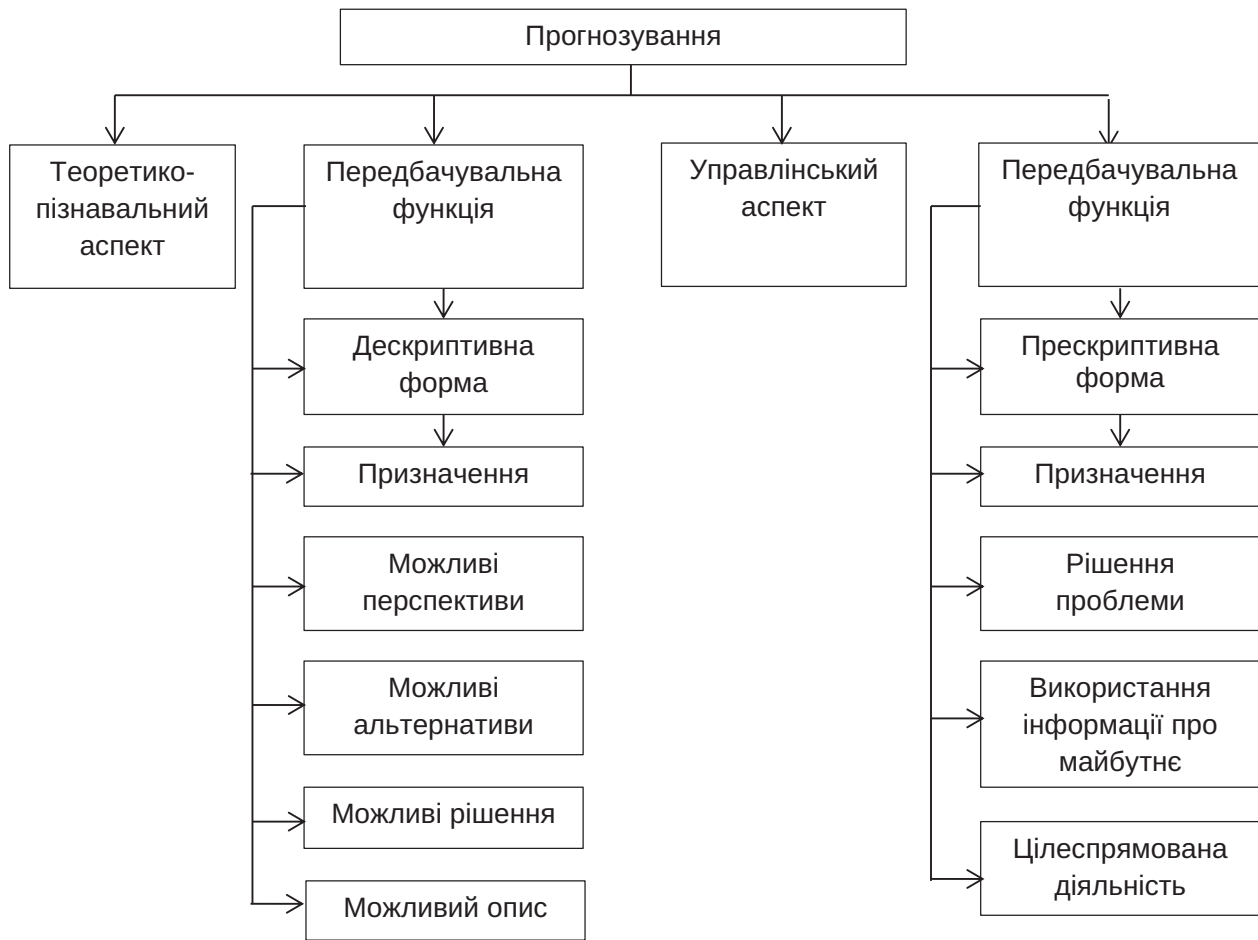 Прогнозування
Теоретико-
пізнавальний
аспект
Передбачувальна
функція
Управлінський
аспект
Передбачувальна
функція
Дескриптивна
форма
Прескриптивна
форма
Призначення
Призначення
Можливі
перспективи
Рішення
проблеми
Можливі
альтернативи
Використання
інформації про
майбутнє
Можливі рішення
Цілеспрямована
діяльність
Можливий опис